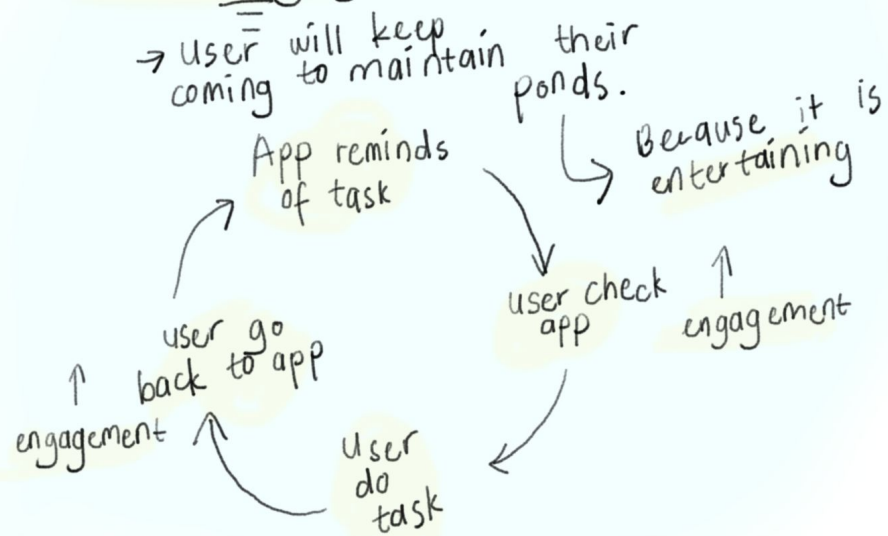 → user will keep their
coming to maintain ponds.
Because it is
entertaining
App reminds
of task
user check
app
↑
engagement
user do
task
user go
back to app
↑
engagement